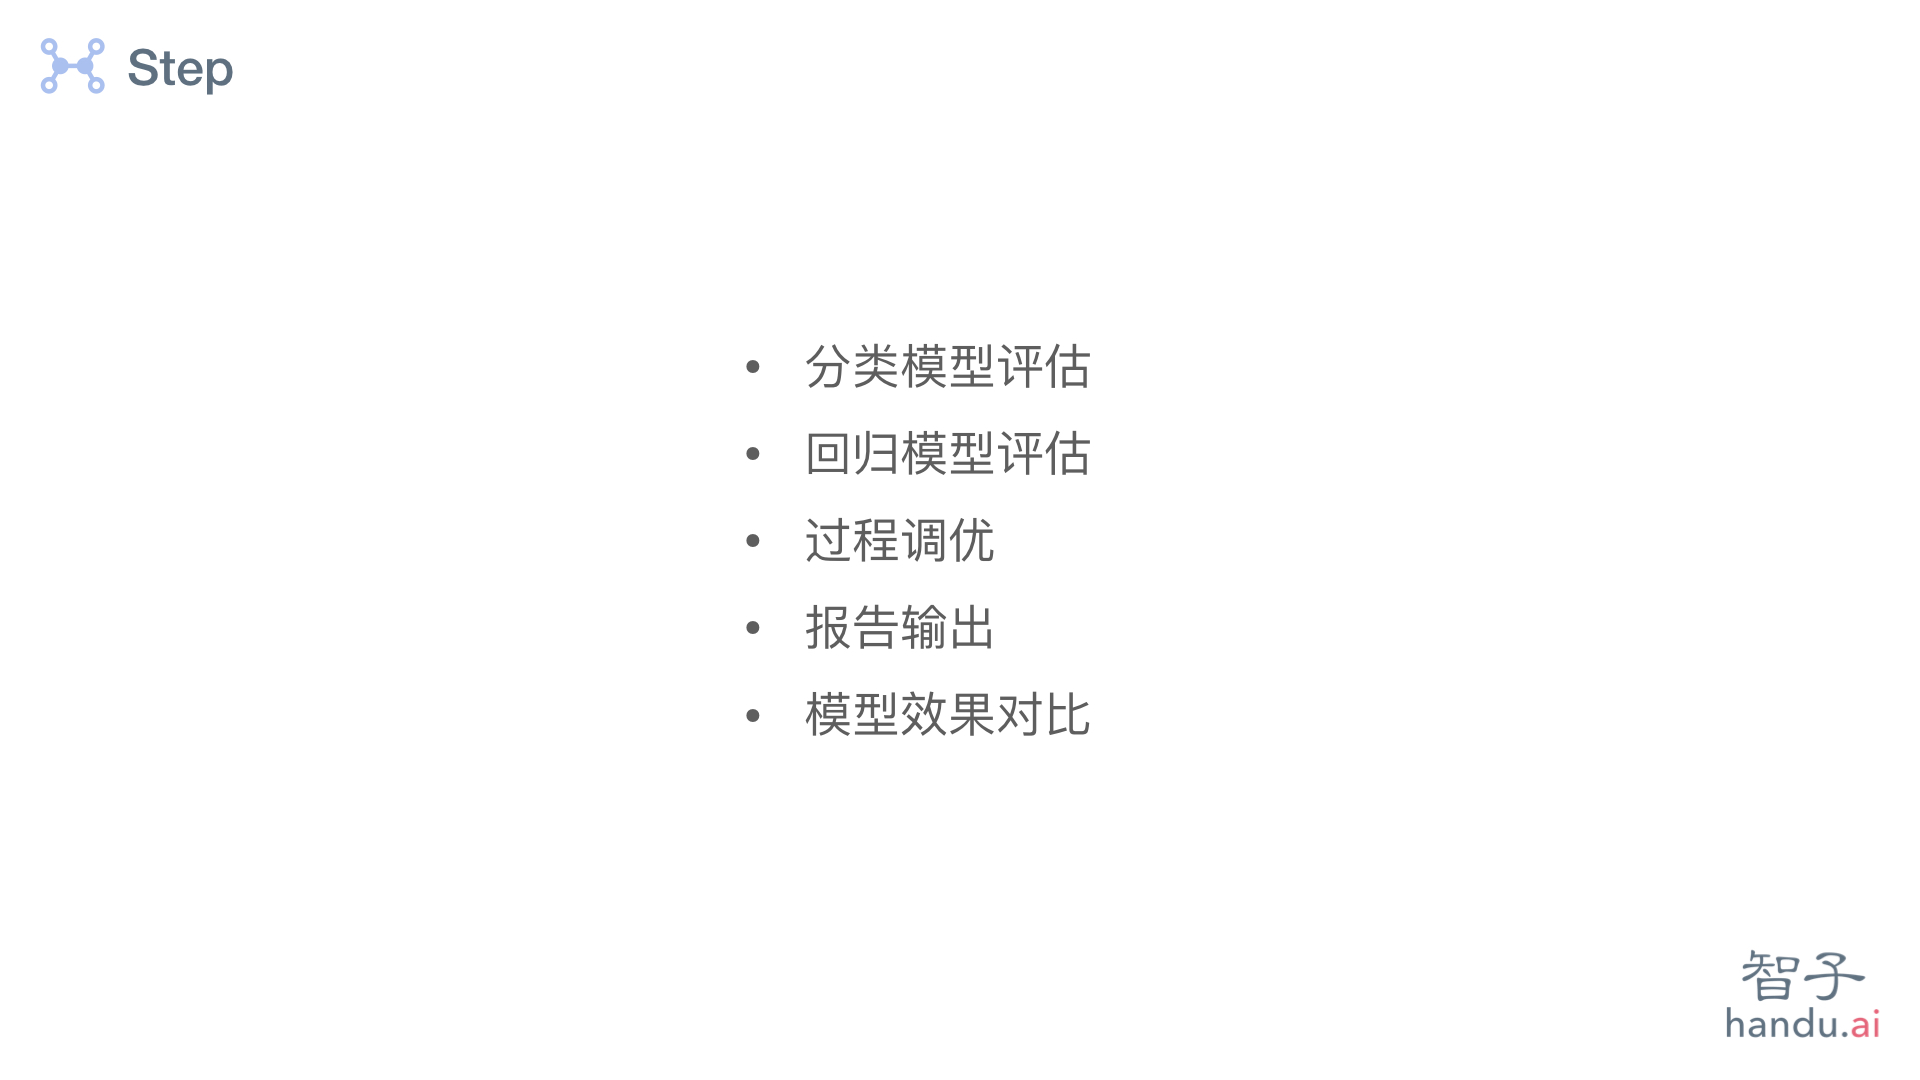 Step
• 分类模型评估
• 回归模型评估
• 过程调优
• 报告输出
• 模型效果对比
智子
handu.ai